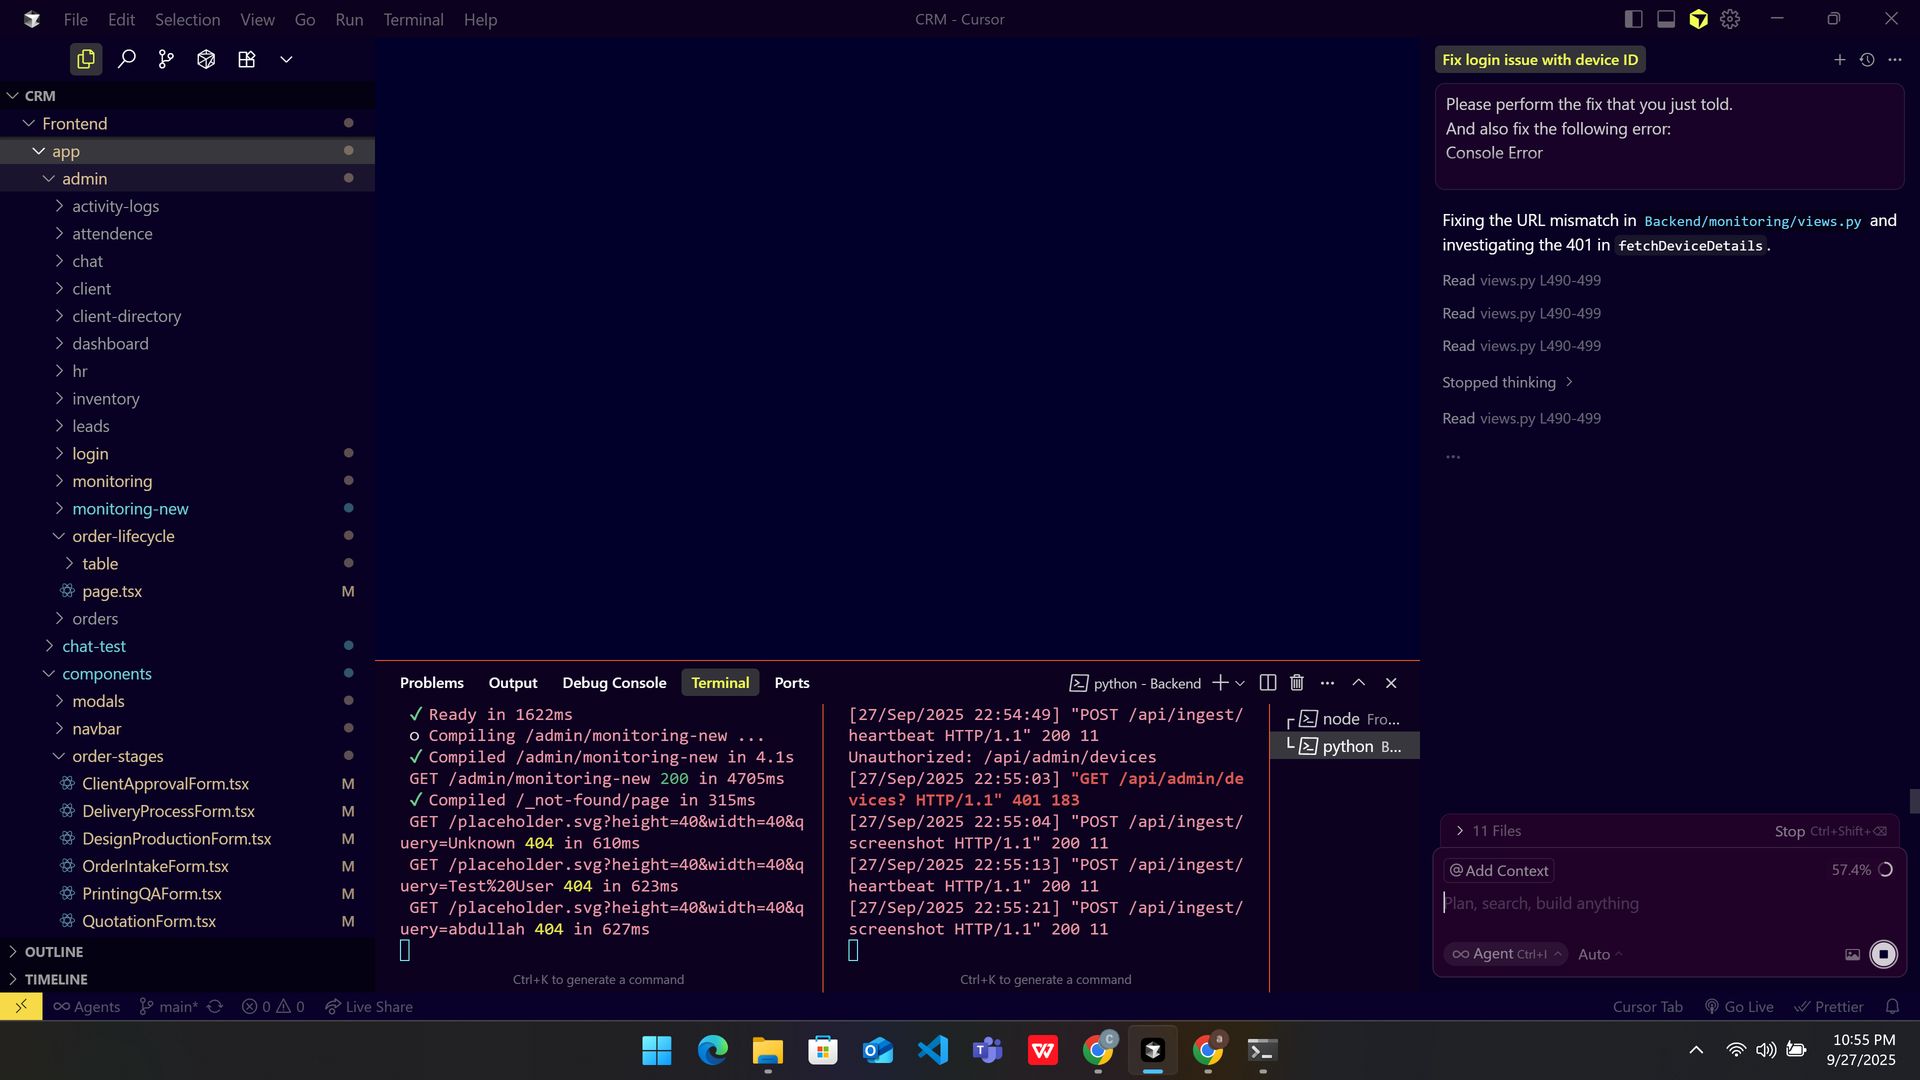 File Edit Selection View Go Run Terminal Help
CRM - Cursor
CRM
Frontend
app
admin
activity-logs
attendence
chat
client
client-directory
dashboard
hr
inventory
leads
login
monitoring
monitoring-new
order-lifecycle
table
page.tsx M
orders
chat-test
components
modals
navbar
order-stages
ClientApprovalForm.tsx M
DeliveryProcessForm.tsx M
DesignProductionForm.tsx M
OrderIntakeForm.tsx M
PrintingQAForm.tsx M
QuotationForm.tsx M
OUTLINE
TIMELINE
Problems Output Debug Console Terminal Ports
python - Backend
✓ Ready in 1622ms
○ Compiling /admin/monitoring-new ...
✓ Compiled /admin/monitoring-new in 4.1s
GET /admin/monitoring-new 200 in 4705ms
✓ Compiled /_not-found/page in 315ms
GET /placeholder.svg?height=40&width=40&q
uery=Unknown 404 in 610ms
GET /placeholder.svg?height=40&width=40&q
uery=Test%20User 404 in 623ms
GET /placeholder.svg?height=40&width=40&q
uery=abdullah 404 in 627ms
Ctrl+K to generate a command
[27/Sep/2025 22:54:49] "POST /api/ingest/
heartbeat HTTP/1.1" 200 11
Unauthorized: /api/admin/devices
[27/Sep/2025 22:55:03] "GET /api/admin/de
vices? HTTP/1.1" 401 183
[27/Sep/2025 22:55:04] "POST /api/ingest/
screenshot HTTP/1.1" 200 11
[27/Sep/2025 22:55:13] "POST /api/ingest/
heartbeat HTTP/1.1" 200 11
[27/Sep/2025 22:55:21] "POST /api/ingest/
screenshot HTTP/1.1" 200 11
Ctrl+K to generate a command
node Fro...
python B...
Fix login issue with device ID
Please perform the fix that you just told.
And also fix the following error:
Console Error
Fixing the URL mismatch in Backend/monitoring/views.py and
investigating the 401 in fetchDeviceDetails.
Read views.py L490-499
Read views.py L490-499
Read views.py L490-499
Stopped thinking
Read views.py L490-499
...
11 Files Stop Ctrl+Shift+⌫
@ Add Context 57.4%
Plan, search, build anything
∞ Agent Ctrl+I Auto
∞ Agents main* 0 0 Live Share
Cursor Tab Go Live Prettier
C
a
10:55 PM
9/27/2025